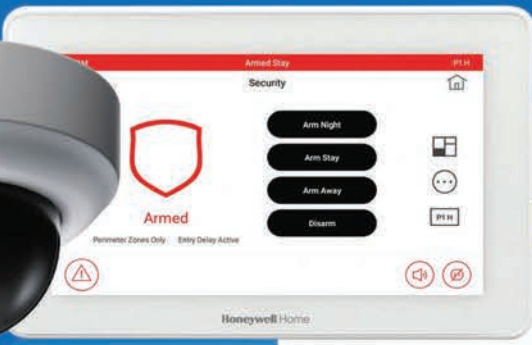 Armed Stay
P1 H
Security
Arm Night
Arm Stay
Arm Away
Disarm
P1 H
Armed
Perimeter Zones Only Entry Delay Active
Honeywell Home